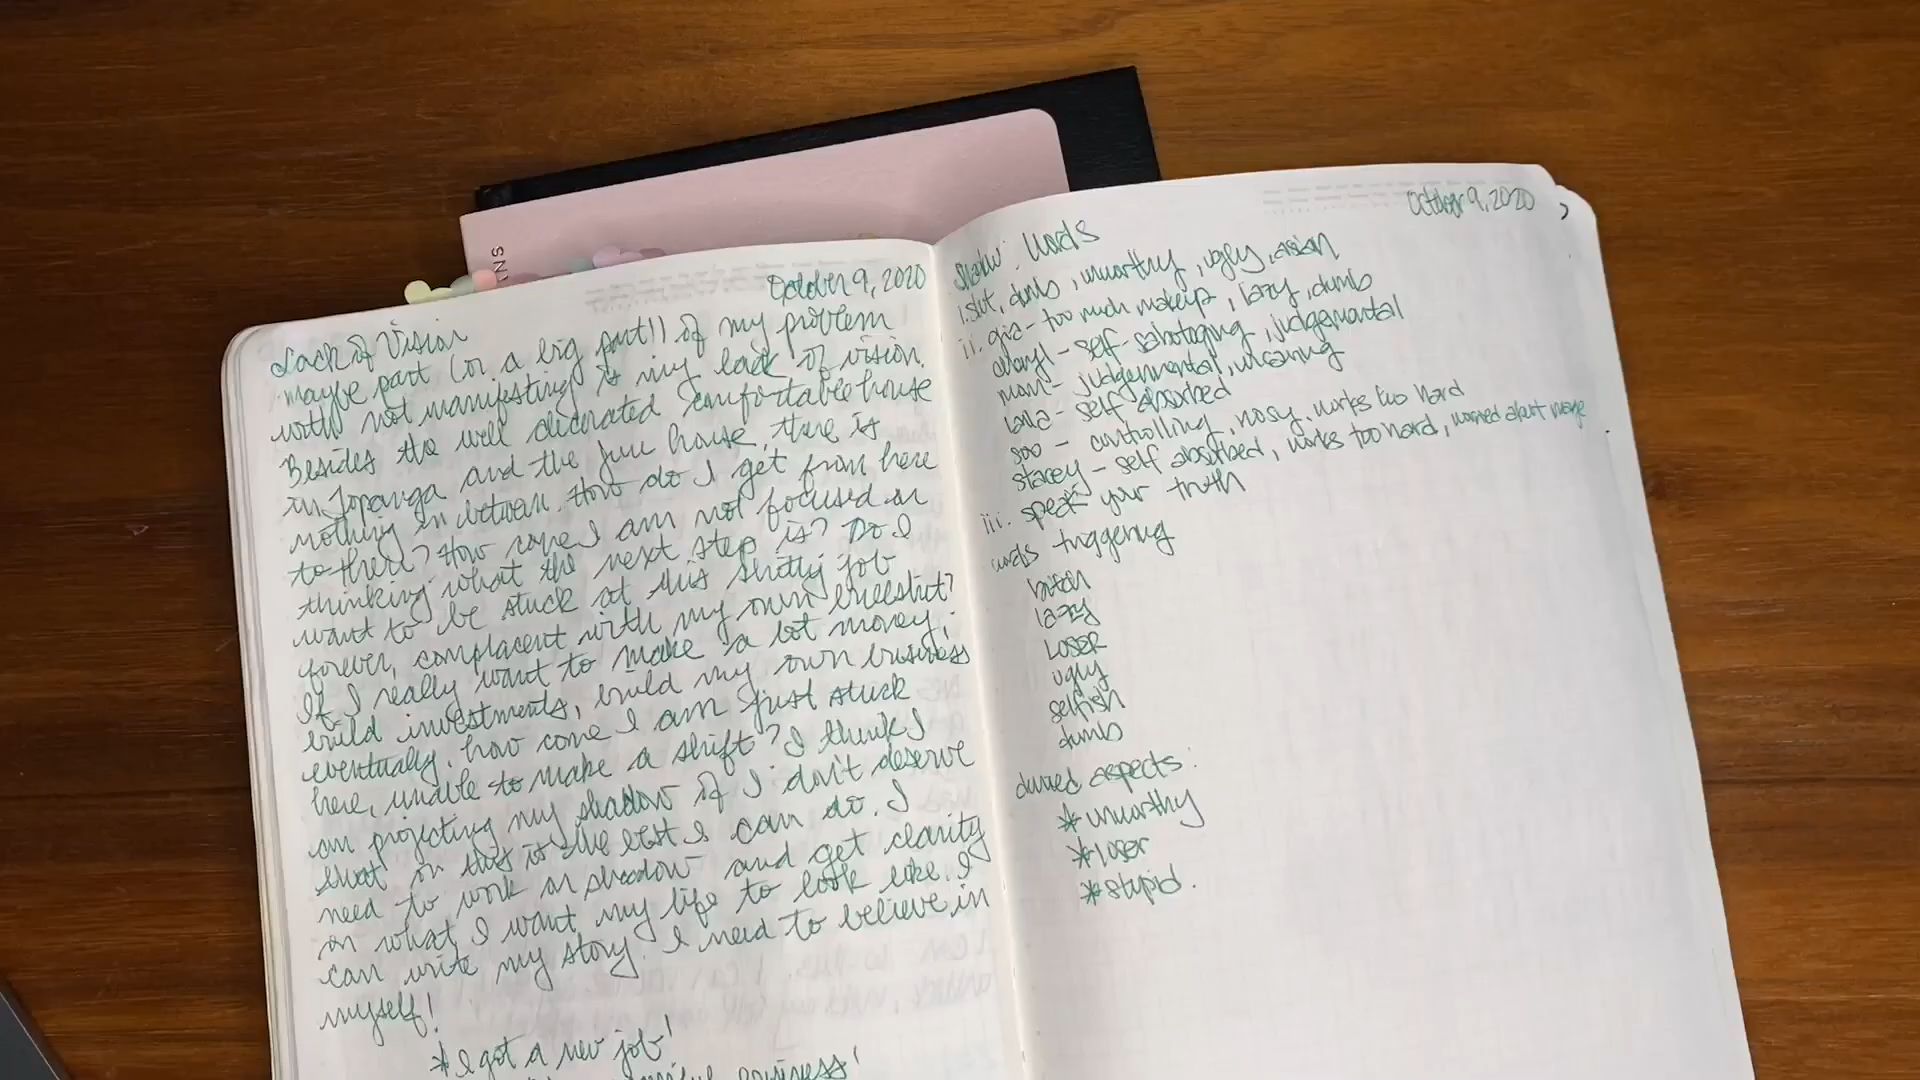 October 9, 2020
Lack of Vision
maybe part (or a big part!) of my problem
with not manifesting is my lack of vision.
Besides the well decorated comfortable house
in Topanga and the June house, there is
nothing in between. How do I get from here
to there? How come I am not focused on
thinking what the next step is? Do I
want to be stuck at this shitty job
forever, complacent with my own bullshit?
If I really want to make a lot money,
build investments, build my own business
eventually, how come I am just stuck
here, unable to make a shift? I think I
am projecting my shadow of I don't deserve
that or this is the best I can do. I
need to work on shadow and get clarity
on what I want my life to look like. I
can write my story. I need to believe in
myself!
* I got a new job!
business!
TNS
October 9, 2020
Shadow: Words
i. slut, dumb, unworthy, ugly, asian
ii. gia - too much makeup, lazy, dumb
cheryl - self-sabotaging, judgemental
mom - judgemental,
lana - self absorbed
soo - controlling, nosy, works too hard
stacey - self absorbed, works too hard, worried about image
iii. speak your truth
words triggering
bitch
lazy
LOSER
ugly
selfish
dumb
aspects:
* unworthy
* loser
* stupid.